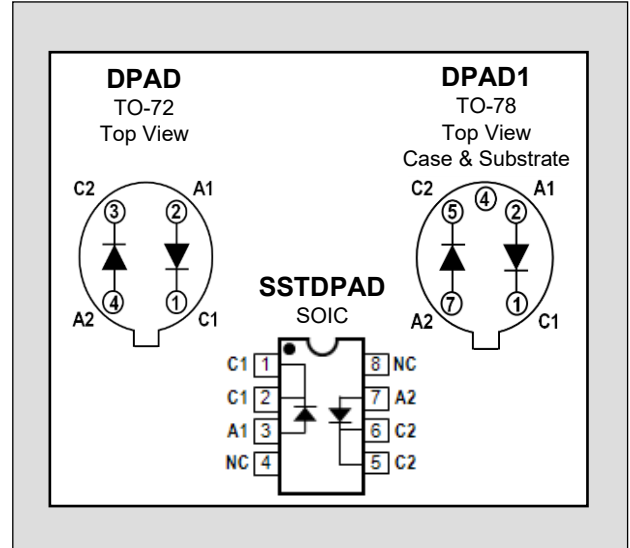 DPAD
TO-72
Top View
C2
A1
3
2
4
1
A2
C1
DPAD1
TO-78
Top View
Case & Substrate
C2
4
A1
5
2
7
1
A2
C1
SSTDPAD
SOIC
C1 1
8 NC
C1 2
7 A2
A1 3
6 C2
NC 4
5 C2